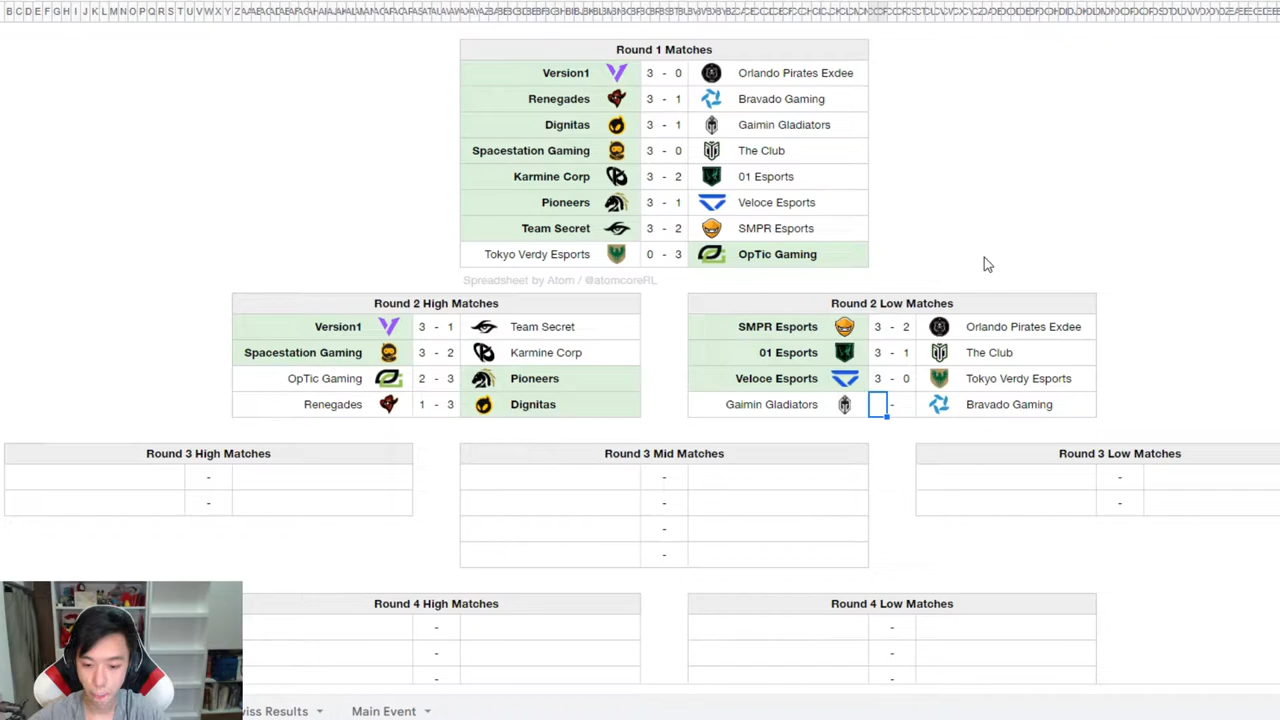 Round 1 Matches
Version1 3 - 0 Orlando Pirates Exdee
Renegades 3 - 1 Bravado Gaming
Dignitas 3 - 1 Gaimin Gladiators
Spacestation Gaming 3 - 0 The Club
Karmine Corp 3 - 2 01 Esports
Pioneers 3 - 1 Veloce Esports
Team Secret 3 - 2 SMPR Esports
Tokyo Verdy Esports 0 - 3 OpTic Gaming
Spreadsheet by Atom / @atomcoreRL
Round 2 High Matches
Version1 3 - 1 Team Secret
Spacestation Gaming 3 - 2 Karmine Corp
OpTic Gaming 2 - 3 Pioneers
Renegades 1 - 3 Dignitas
Round 2 Low Matches
SMPR Esports 3 - 2 Orlando Pirates Exdee
01 Esports 3 - 1 The Club
Veloce Esports 3 - 0 Tokyo Verdy Esports
Gaimin Gladiators - Bravado Gaming
Round 3 High Matches
-
-
Round 3 Mid Matches
-
-
-
-
Round 3 Low Matches
-
-
Round 4 High Matches
-
-
-
Round 4 Low Matches
-
-
-
wiss Results
Main Event